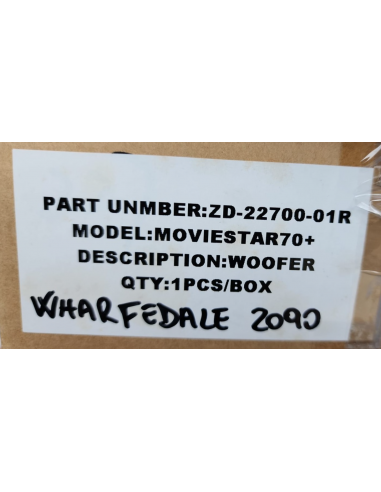 PART UNMBER:ZD-22700-01R
MODEL:MOVIESTAR70+
DESCRIPTION:WOOFER
QTY:1PCS/BOX
WHARFEDALE 2090